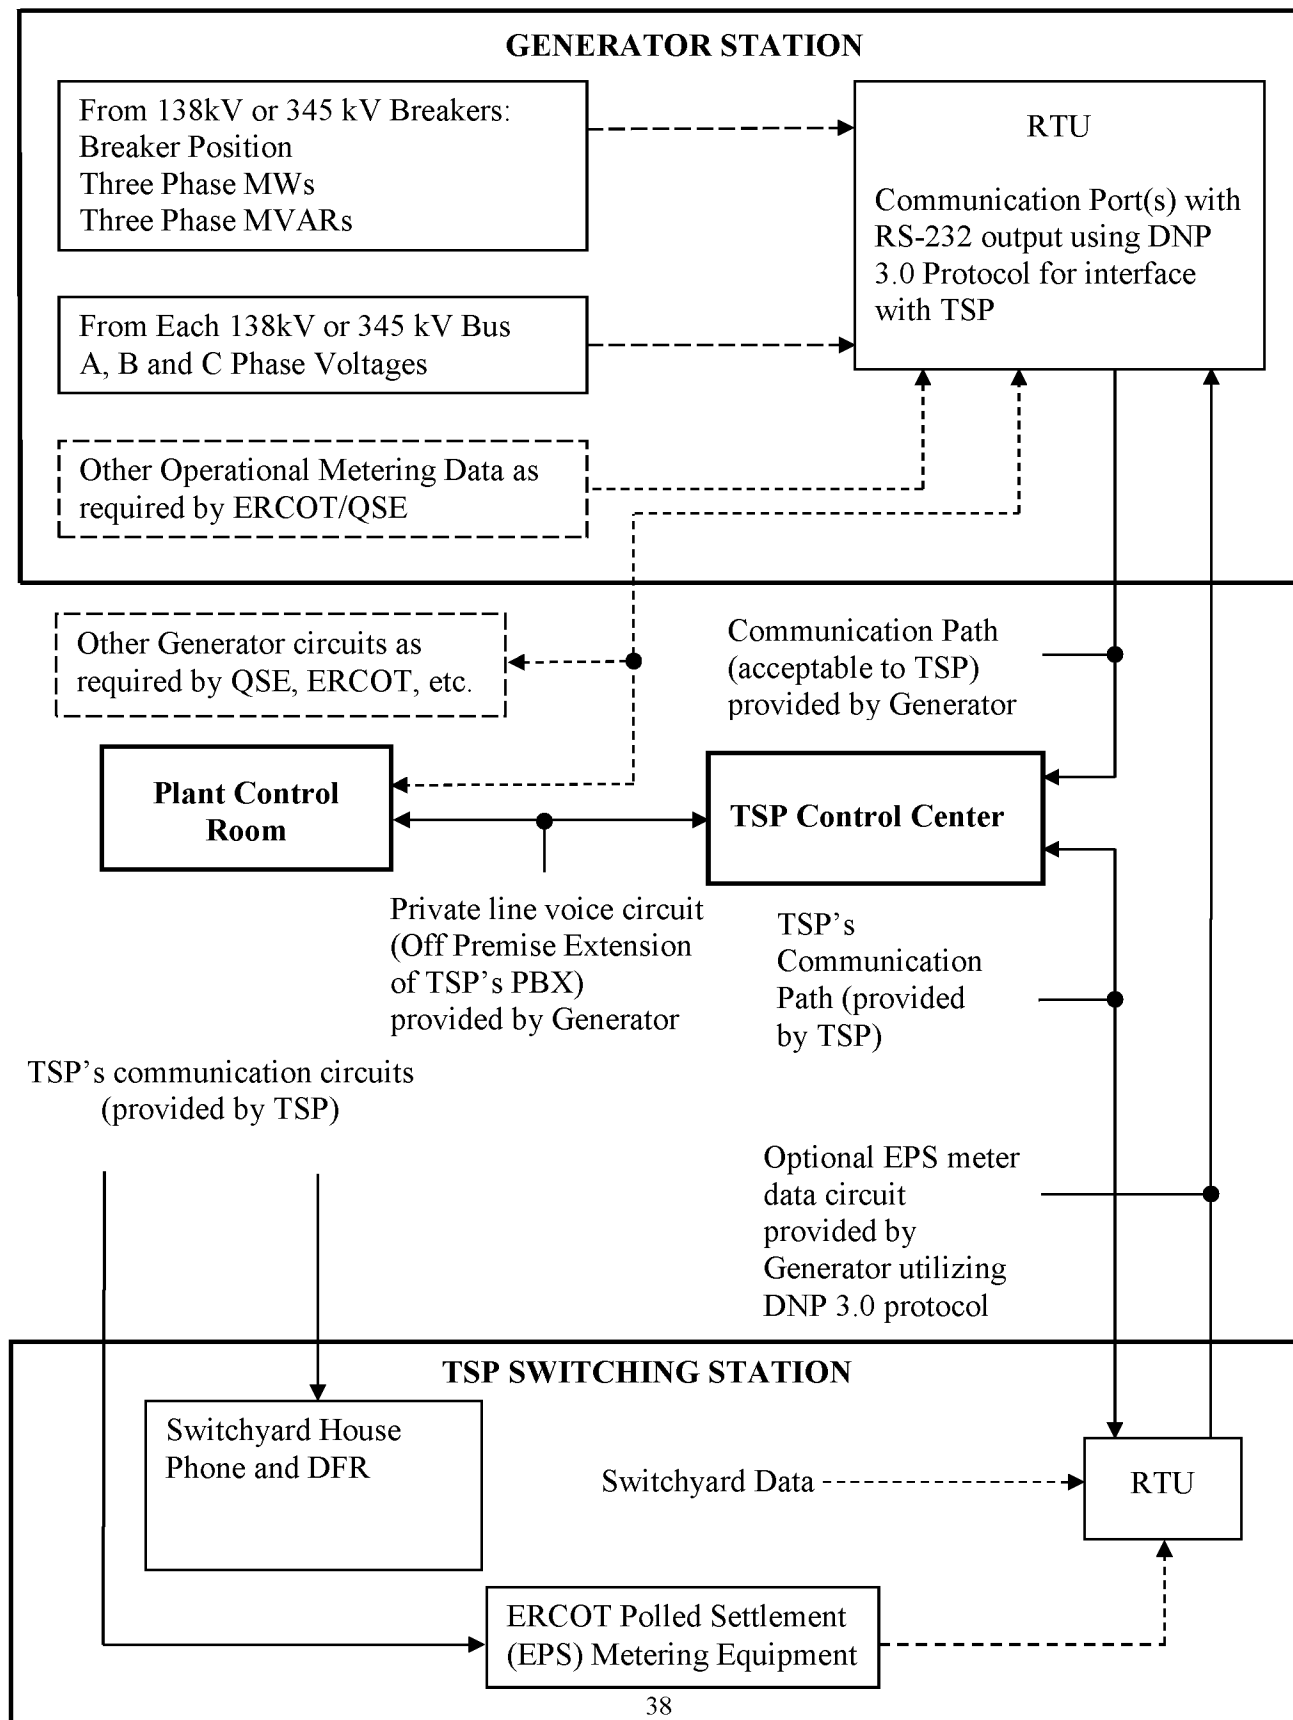 GENERATOR STATION
From 138kV or 345 kV Breakers:
Breaker Position
Three Phase MWs
Three Phase MVARs
RTU
Communication Port(s) with
RS-232 output using DNP
3.0 Protocol for interface
with TSP
From Each 138kV or 345 kV Bus
A, B and C Phase Voltages
Other Operational Metering Data as
required by ERCOT/QSE
Other Generator circuits as
required by QSE, ERCOT, etc.
Communication Path
(acceptable to TSP)
provided by Generator
Plant Control
Room
TSP Control Center
Private line voice circuit
(Off Premise Extension
of TSP’s PBX)
provided by Generator
TSP’s
Communication
Path (provided
by TSP)
TSP’s communication circuits
(provided by TSP)
Optional EPS meter
data circuit
provided by
Generator utilizing
DNP 3.0 protocol
TSP SWITCHING STATION
Switchyard House
Phone and DFR
Switchyard Data
RTU
ERCOT Polled Settlement
(EPS) Metering Equipment
38